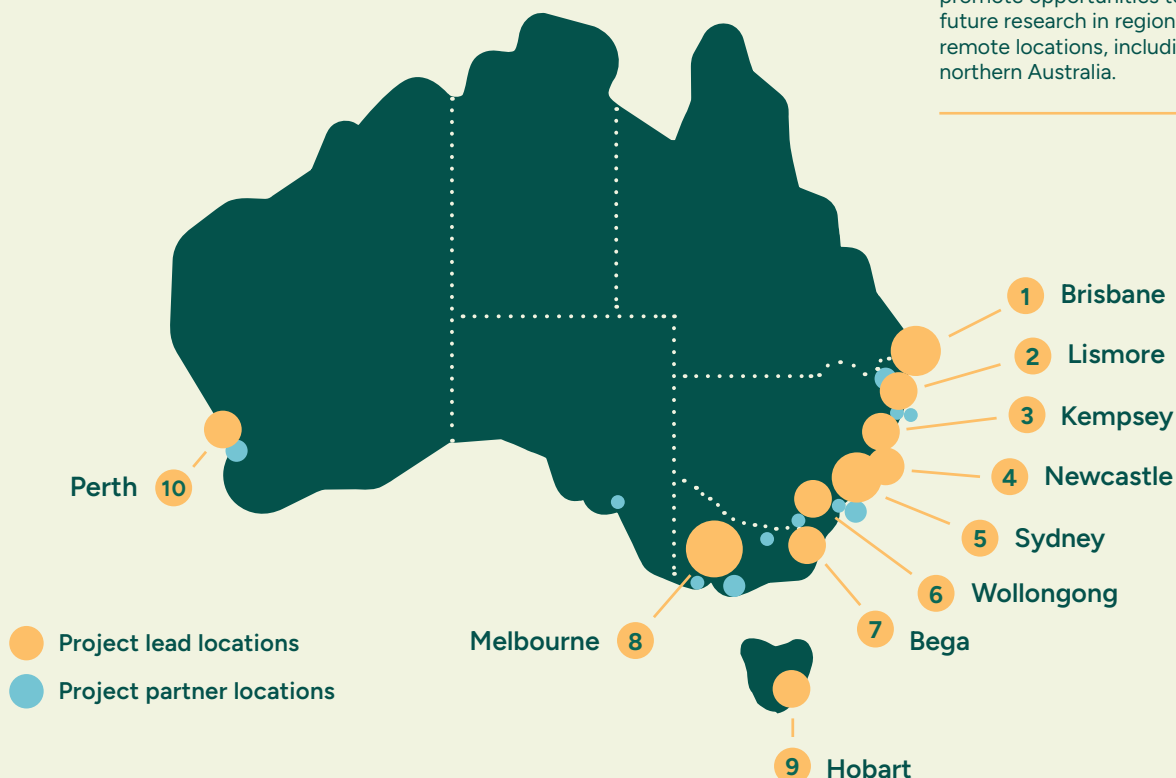 future research in region
remote locations, includi
northern Australia.
1 Brisbane
2 Lismore
3 Kempsey
4 Newcastle
5 Sydney
6 Wollongong
7 Bega
Melbourne 8
9 Hobart
Perth 10
Project lead locations
Project partner locations